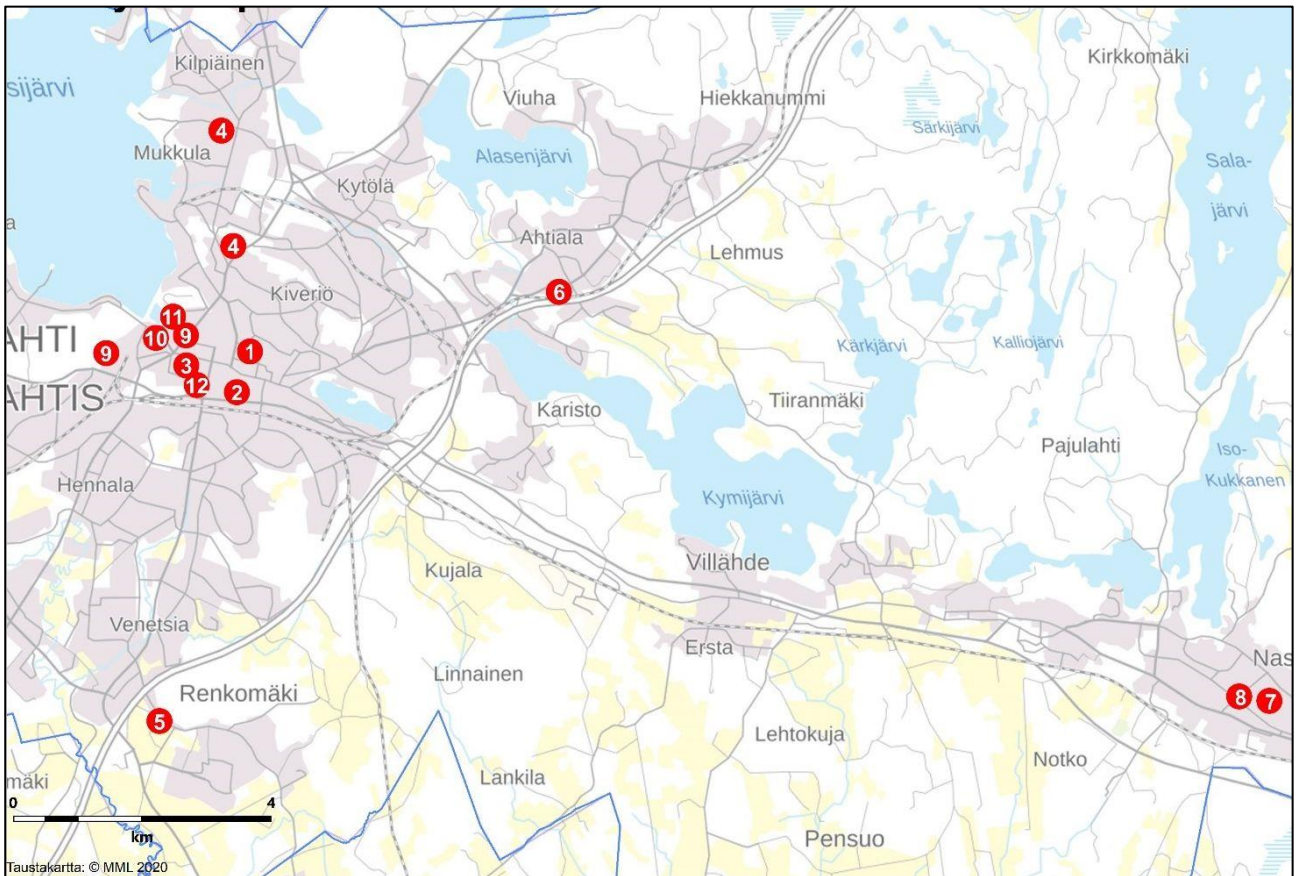 Kilpiäinen
Kirkkomäki
sijärvi
Viuha
Hiekkanummi
4
Särkijärvi
Mukkula
Alasenjärvi
Sala-
järvi
Kytölä
a
4
Ahtiala
Lehmus
Kiveriö
6
11
AHTI
10
9
1
9
Kärkjärvi
Kalliojärvi
3
12
2
AHTIS
Karisto
Tiiranmäki
Pajulahti
Iso-
Kukkanen
Hennala
Kymijärvi
Villähde
Kujala
Venetsia
Ersta
Nas
Linnainen
Renkomäki
8
7
5
Lehtokuja
Notko
mäki
Lankila
0
4
km
Pensuo
Taustakartta: © MML 2020